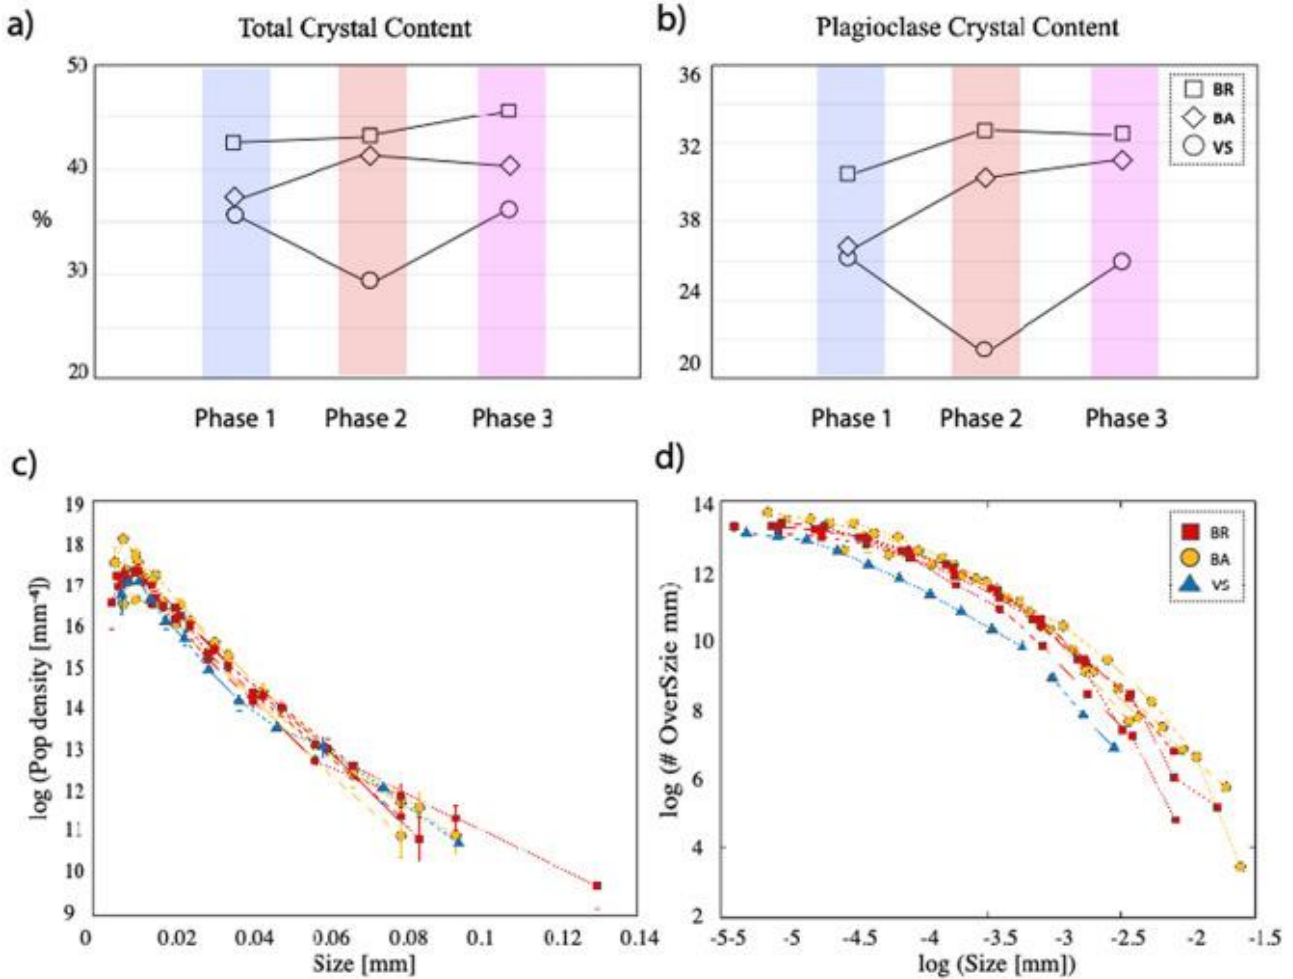 a)
Total Crystal Content
50
40
%
30
20
Phase 1
Phase 2
Phase 3
b)
Plagioclase Crystal Content
36
32
38
24
20
BR
BA
VS
Phase 1
Phase 2
Phase 3
c)
19
18
17
16
15
14
13
12
11
10
9
log (Pop density [mm⁻⁴])
0
0.02
0.04
0.06
0.08
0.1
0.12
0.14
Size [mm]
d)
14
12
10
8
6
4
2
log (# OverSzie mm)
BR
BA
VS
-5-5
-5
-4.5
-4
-3.5
-3
-2.5
-2
-1.5
log (Size [mm])